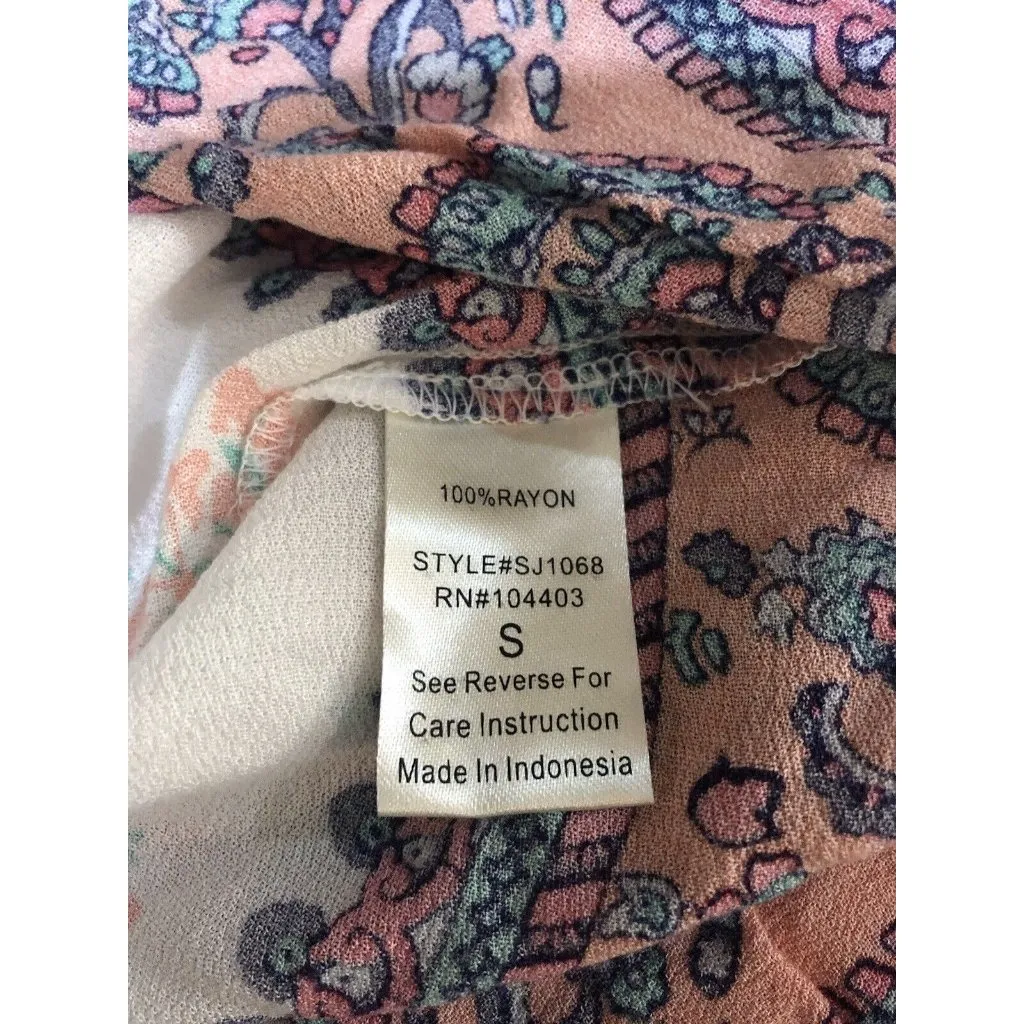 100%RAYON
STYLE#SJ1068
RN#104403
S
See Reverse For
Care Instruction
Made In Indonesia